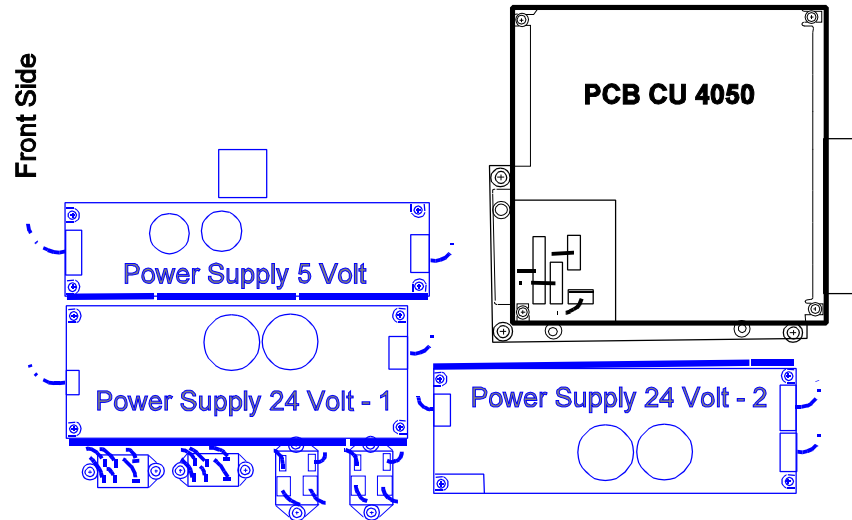 Front Side
PCB CU 4050
Power Supply 5 Volt
Power Supply 24 Volt - 1
Power Supply 24 Volt - 2